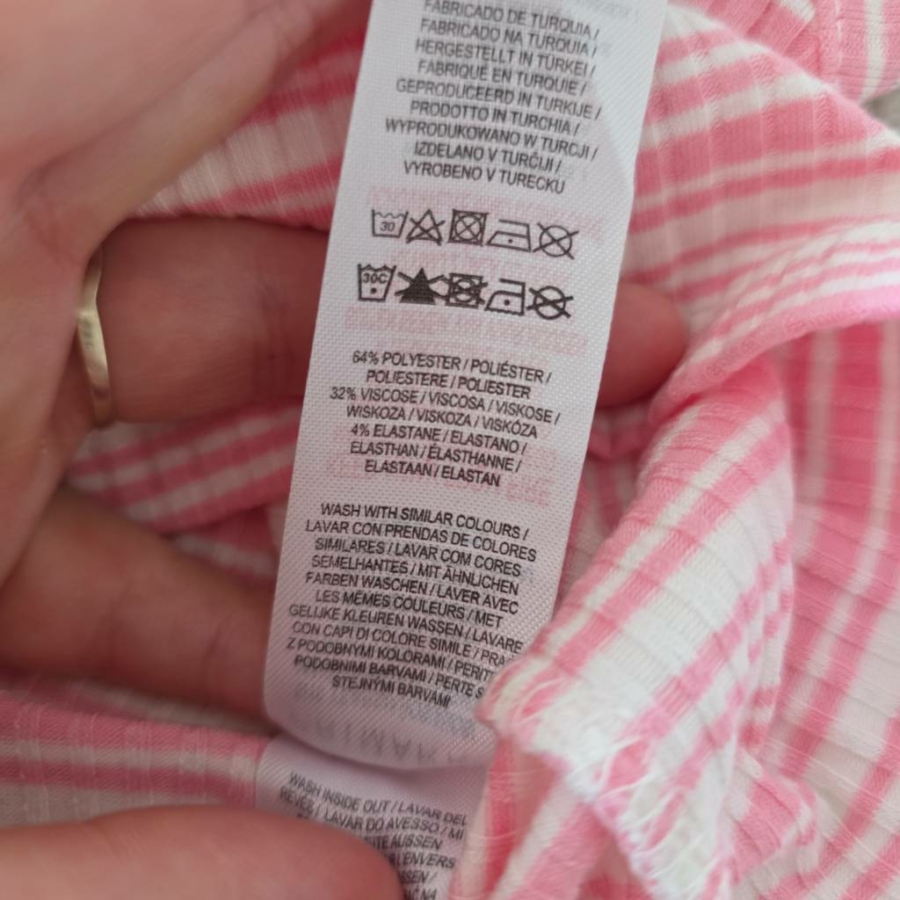 FABRICADO DE TURQUIA /
FABRICADO NA TURQUIA /
HERGESTELLT IN TÜRKEI /
FABRIQUÉ EN TURQUIE /
GEPRODUCEERD IN TURKIJE /
PRODOTTO IN TURCHIA /
WYPRODUKOWANO W TURCJI /
IZDELANO V TURČIJI /
VYROBENO V TURECKU
30
30C
64% POLYESTER / POLIÉSTER /
POLIESTERE / POLIESTER
32% VISCOSE / VISCOSA / VISKOSE /
WISKOZA / VISKOZA / VISKÓZA
4% ELASTANE / ELASTANO /
ELASTHAN / ÉLASTHANNE /
ELASTAAN / ELASTAN
WASH WITH SIMILAR COLOURS /
LAVAR CON PRENDAS DE COLORES
SIMILARES / LAVAR COM CORES
SEMELHANTES / MIT ÄHNLICHEN
FARBEN WASCHEN / LAVER AVEC
LES MÊMES COULEURS / MET
GELIJKE KLEUREN WASSEN / LAVARE
CON CAPI DI COLORE SIMILE /
Z PODOBNYMI KOLORAMI /
PODOBNIMI BARVAMI / PERTE
STEJNÝMI BARVAMI
WASH INSIDE OUT / LAVAR DEL
REVÉS / LAVAR DO AVESSO /
AUSSEN